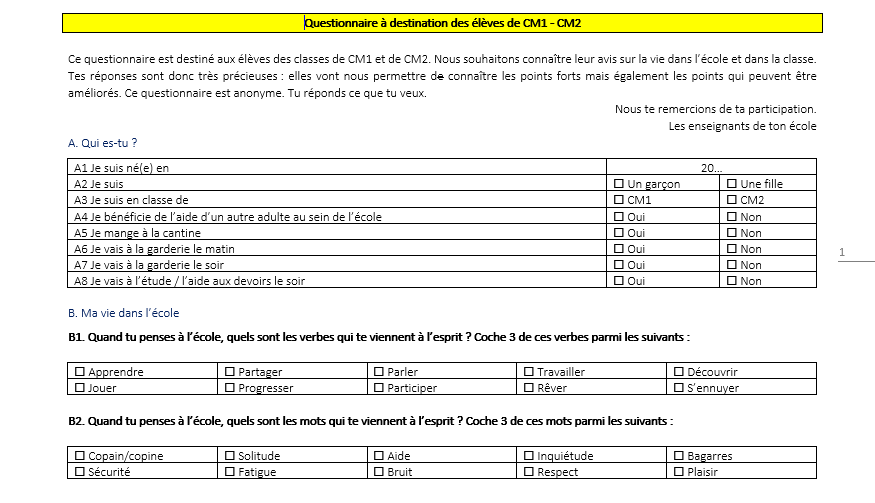 Questionnaire à destination des élèves de CM1 - CM2
Ce questionnaire est destiné aux élèves des classes de CM1 et de CM2. Nous souhaitons connaître leur avis sur la vie dans l'école et dans la classe.
Tes réponses sont donc très précieuses : elles vont nous permettre de connaître les points forts mais également les points qui peuvent être
améliorés. Ce questionnaire est anonyme. Tu réponds ce que tu veux.
Nous te remercions de ta participation.
Les enseignants de ton école
A. Qui es-tu ?
A1 Je suis né(e) en 20...
A2 Je suis ☐ Un garçon ☐ Une fille
A3 Je suis en classe de ☐ CM1 ☐ CM2
A4 Je bénéficie de l'aide d'un autre adulte au sein de l'école ☐ Oui ☐ Non
A5 Je mange à la cantine ☐ Oui ☐ Non
A6 Je vais à la garderie le matin ☐ Oui ☐ Non
1
A7 Je vais à la garderie le soir ☐ Oui ☐ Non
A8 Je vais à l'étude / l'aide aux devoirs le soir ☐ Oui ☐ Non
B. Ma vie dans l'école
B1. Quand tu penses à l'école, quels sont les verbes qui te viennent à l'esprit ? Coche 3 de ces verbes parmi les suivants :
☐ Apprendre ☐ Partager ☐ Parler ☐ Travailler ☐ Découvrir
☐ Jouer ☐ Progresser ☐ Participer ☐ Rêver ☐ S'ennuyer
B2. Quand tu penses à l'école, quels sont les mots qui te viennent à l'esprit ? Coche 3 de ces mots parmi les suivants :
☐ Copain/copine ☐ Solitude ☐ Aide ☐ Inquiétude ☐ Bagarres
☐ Sécurité ☐ Fatigue ☐ Bruit ☐ Respect ☐ Plaisir